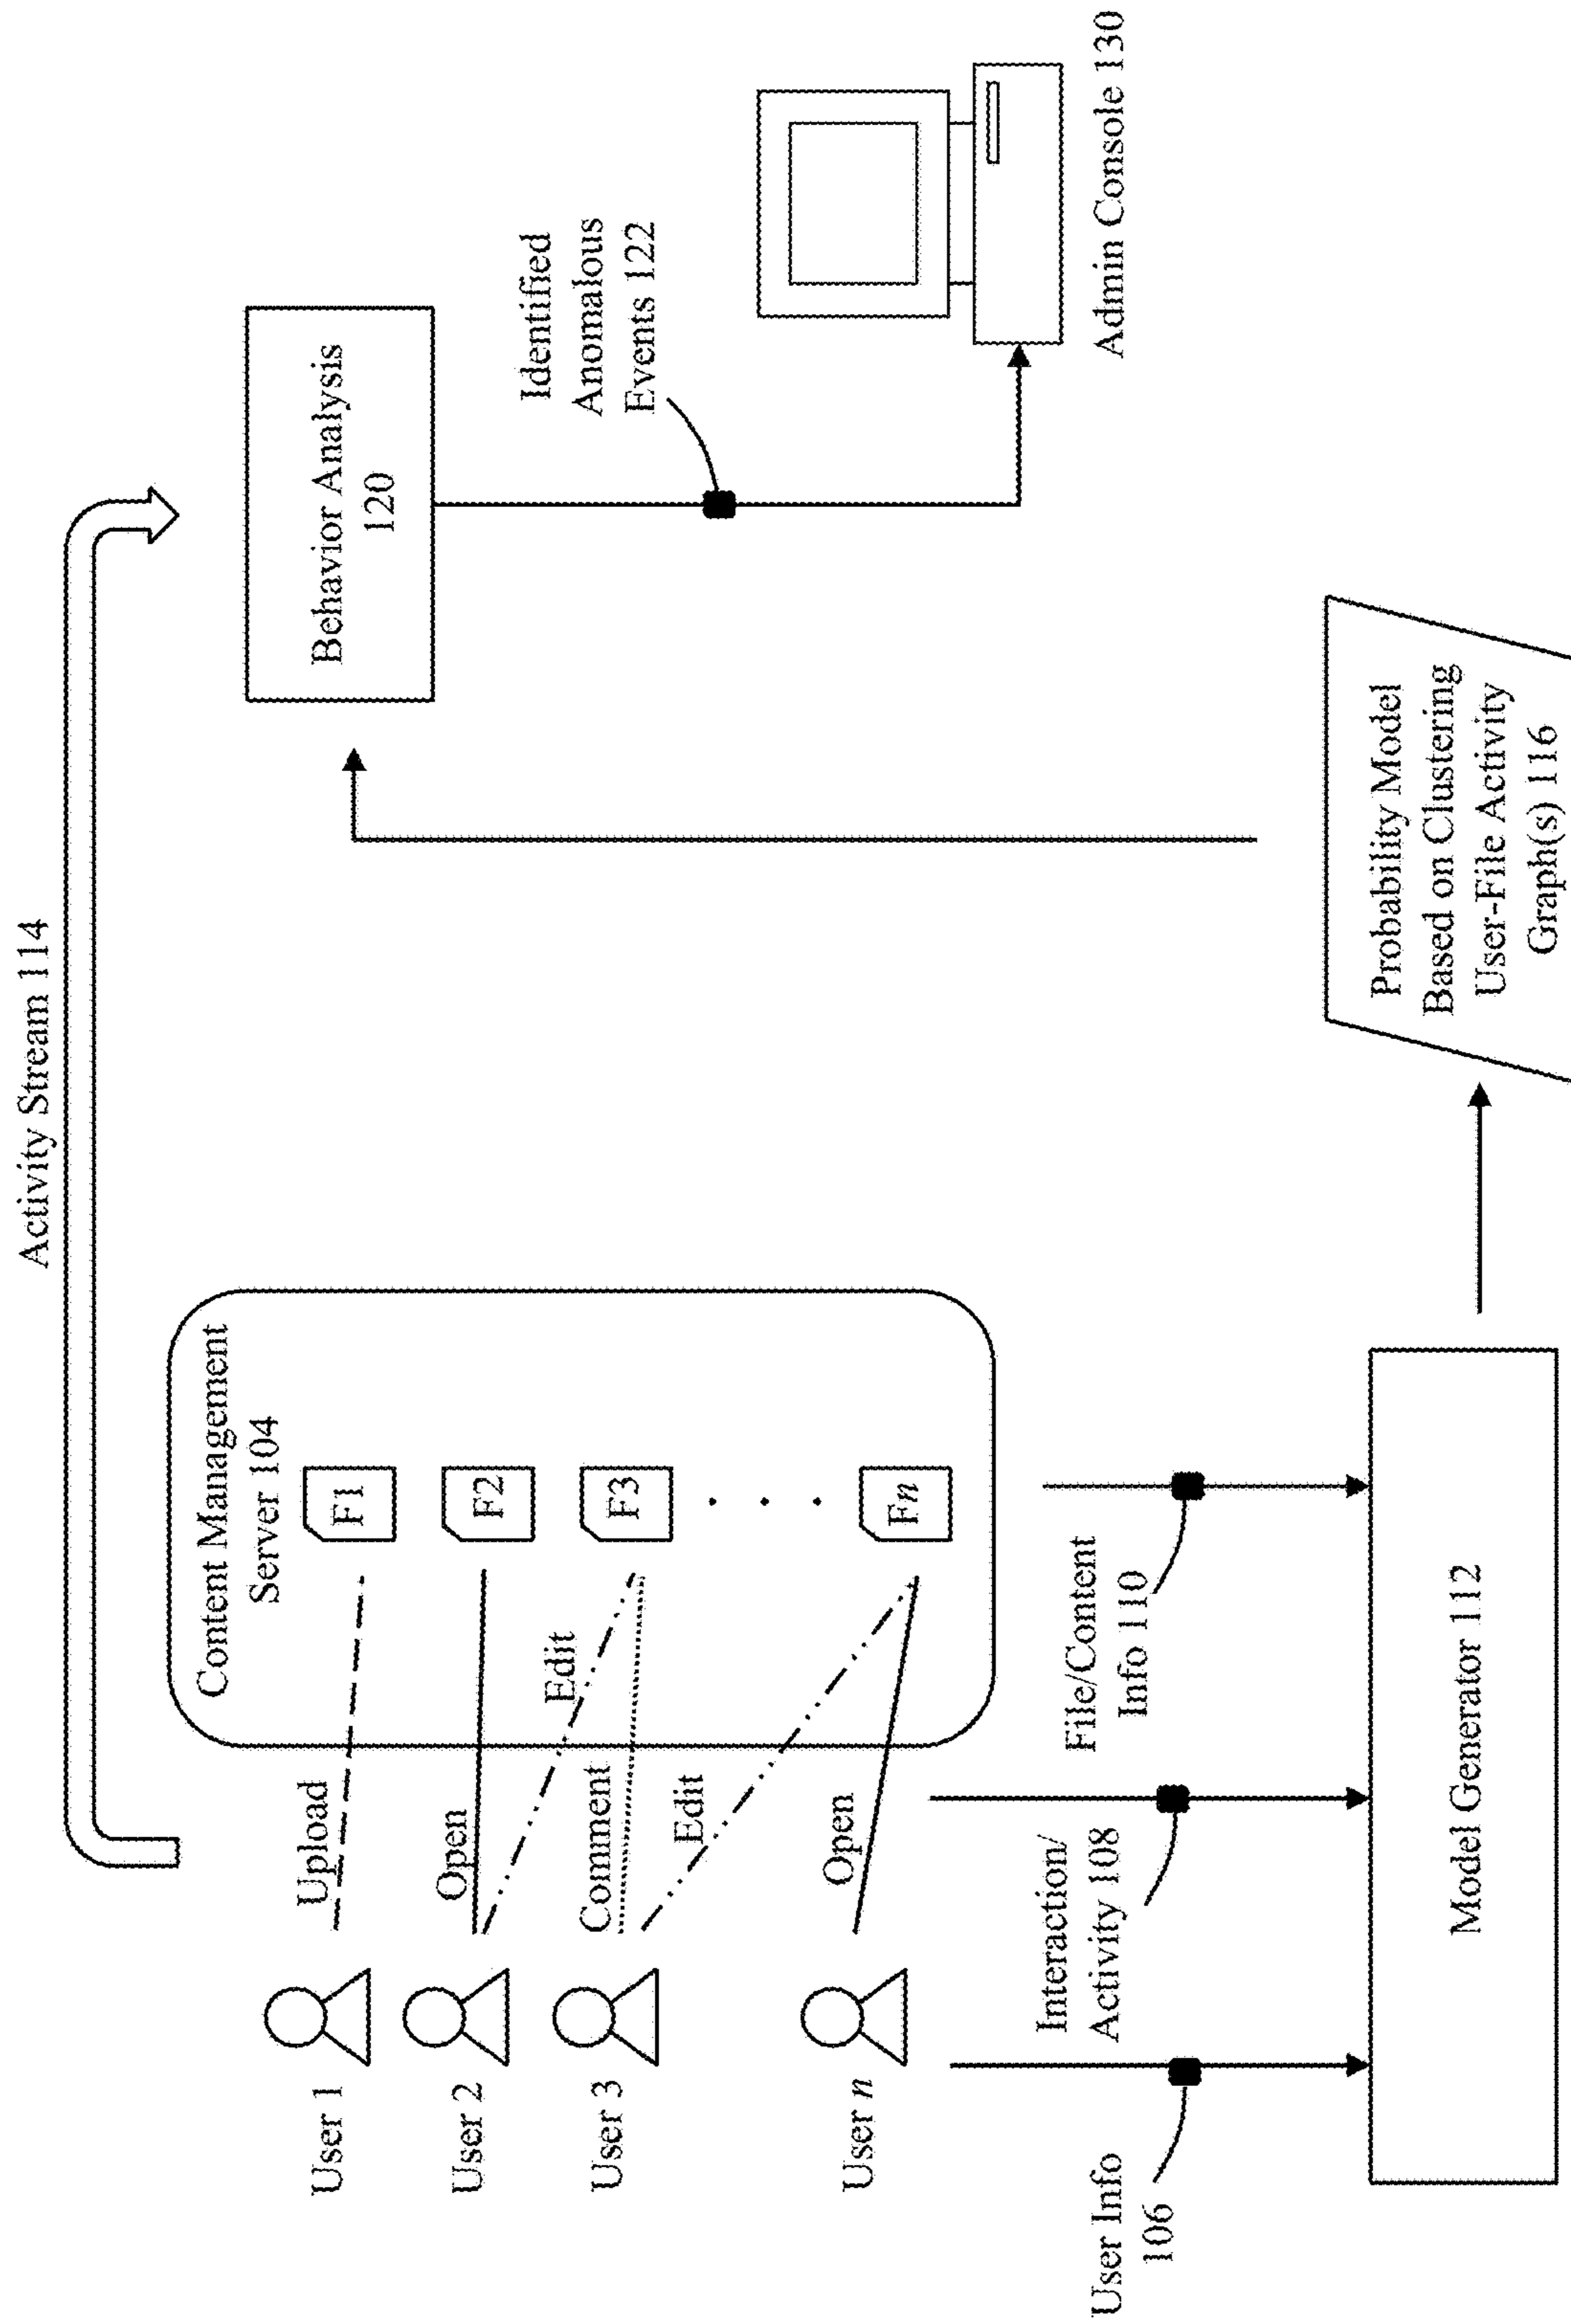 Activity Stream 114
Content Management
Server 104
User 1
Upload
F1
User 2
Open
F2
Edit
User 3
Comment
F3
Edit
. . .
User n
Open
Fn
User Info
106
Interaction/
Activity 108
File/Content
Info 110
Model Generator 112
Probability Model
Based on Clustering
User-File Activity
Graph(s) 116
Behavior Analysis
120
Identified
Anomalous
Events 122
Admin Console 130